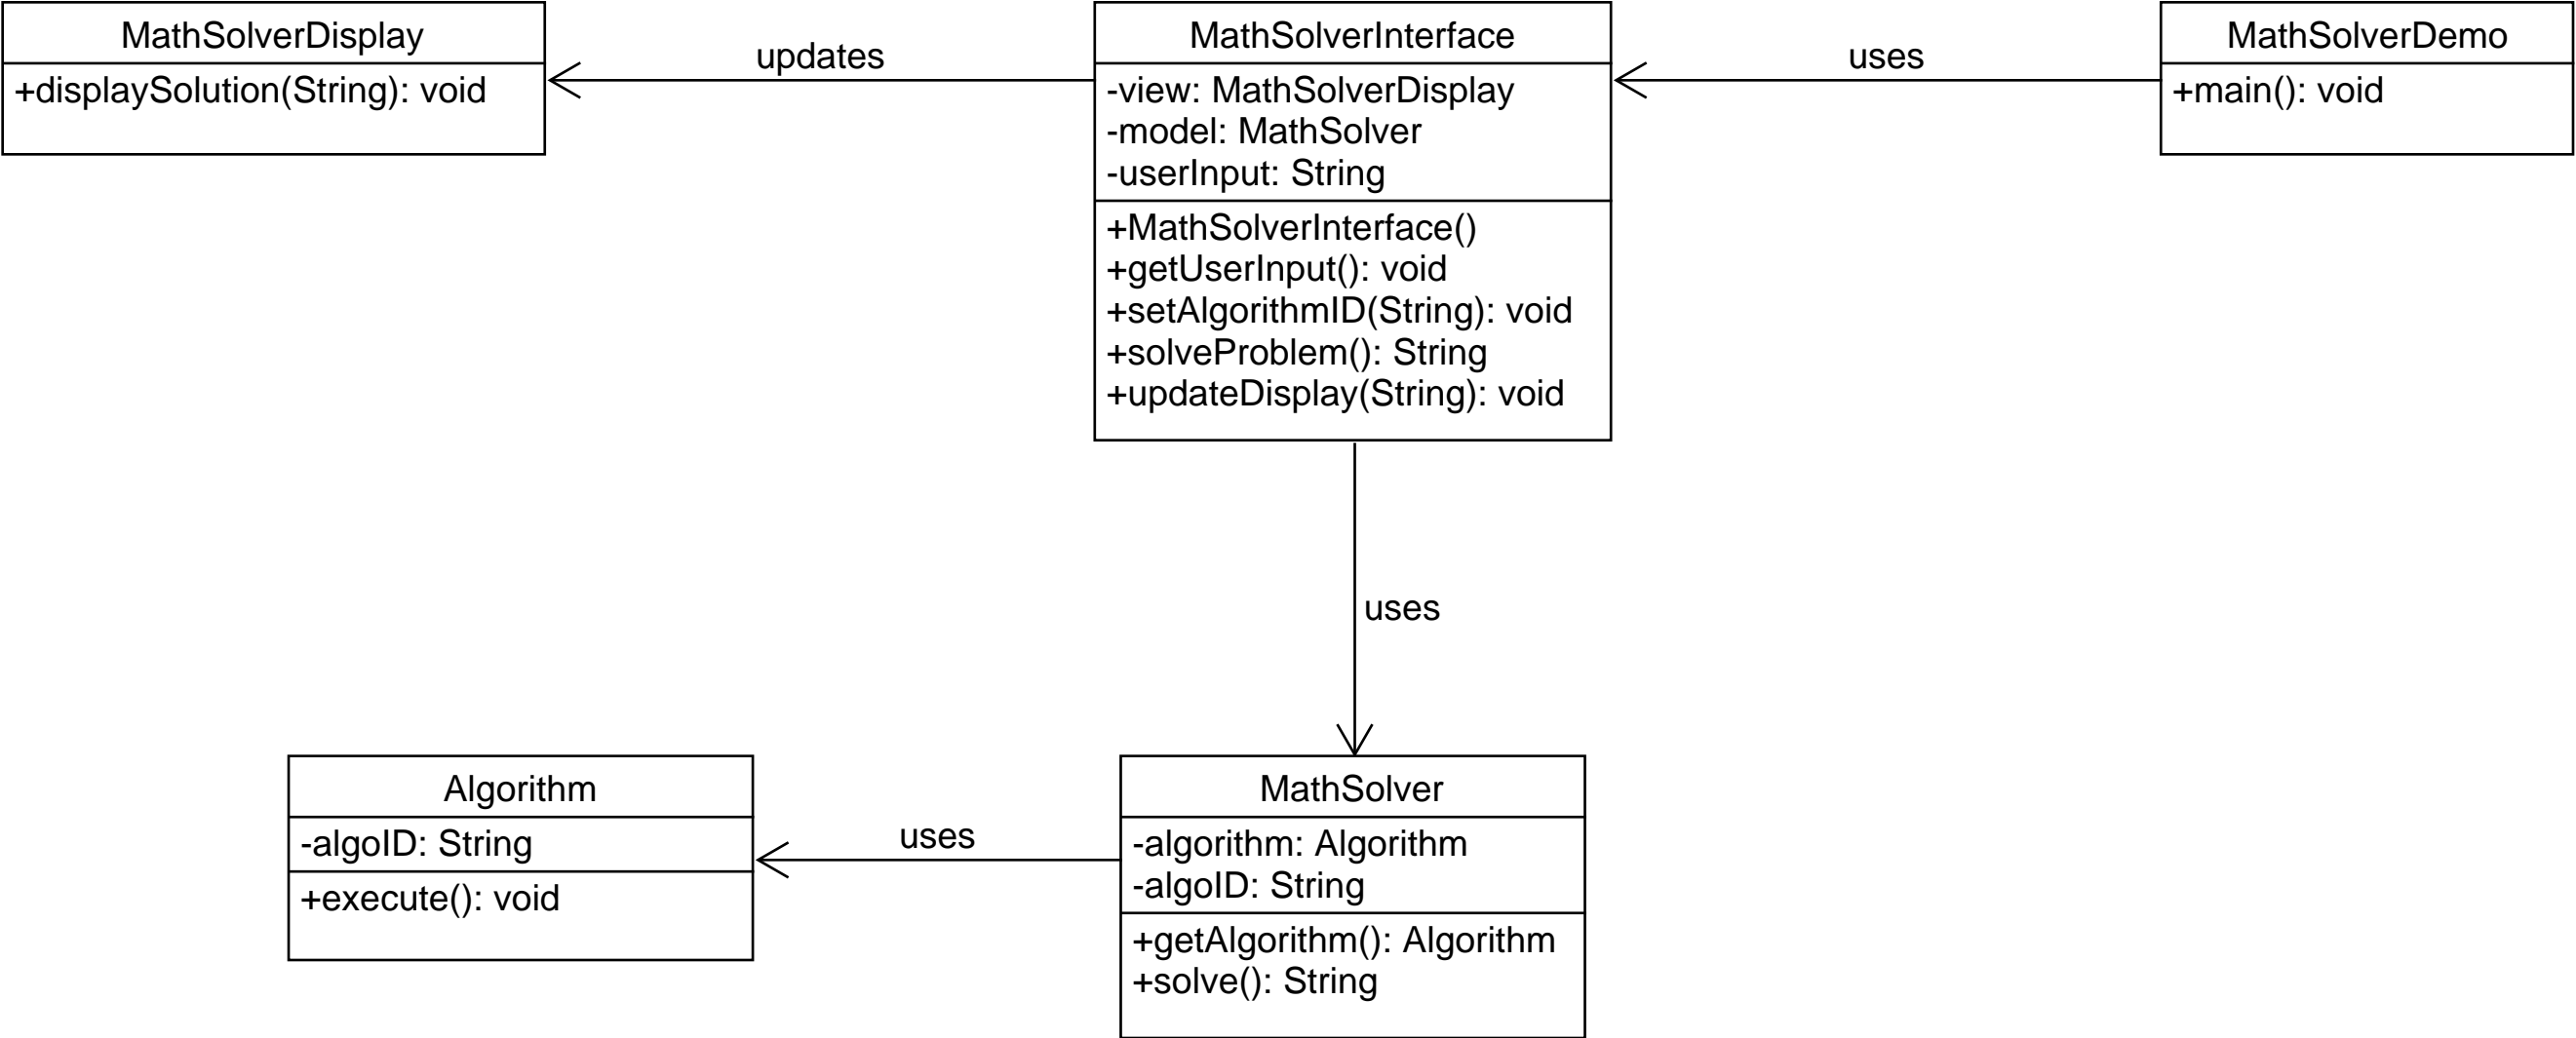 MathSolverDisplay
+displaySolution(String): void
updates
MathSolverInterface
-view: MathSolverDisplay
-model: MathSolver
-userInput: String
+MathSolverInterface()
+getUserInput(): void
+setAlgorithmID(String): void
+solveProblem(): String
+updateDisplay(String): void
uses
MathSolverDemo
+main(): void
uses
Algorithm
-algoID: String
+execute(): void
uses
MathSolver
-algorithm: Algorithm
-algoID: String
+getAlgorithm(): Algorithm
+solve(): String